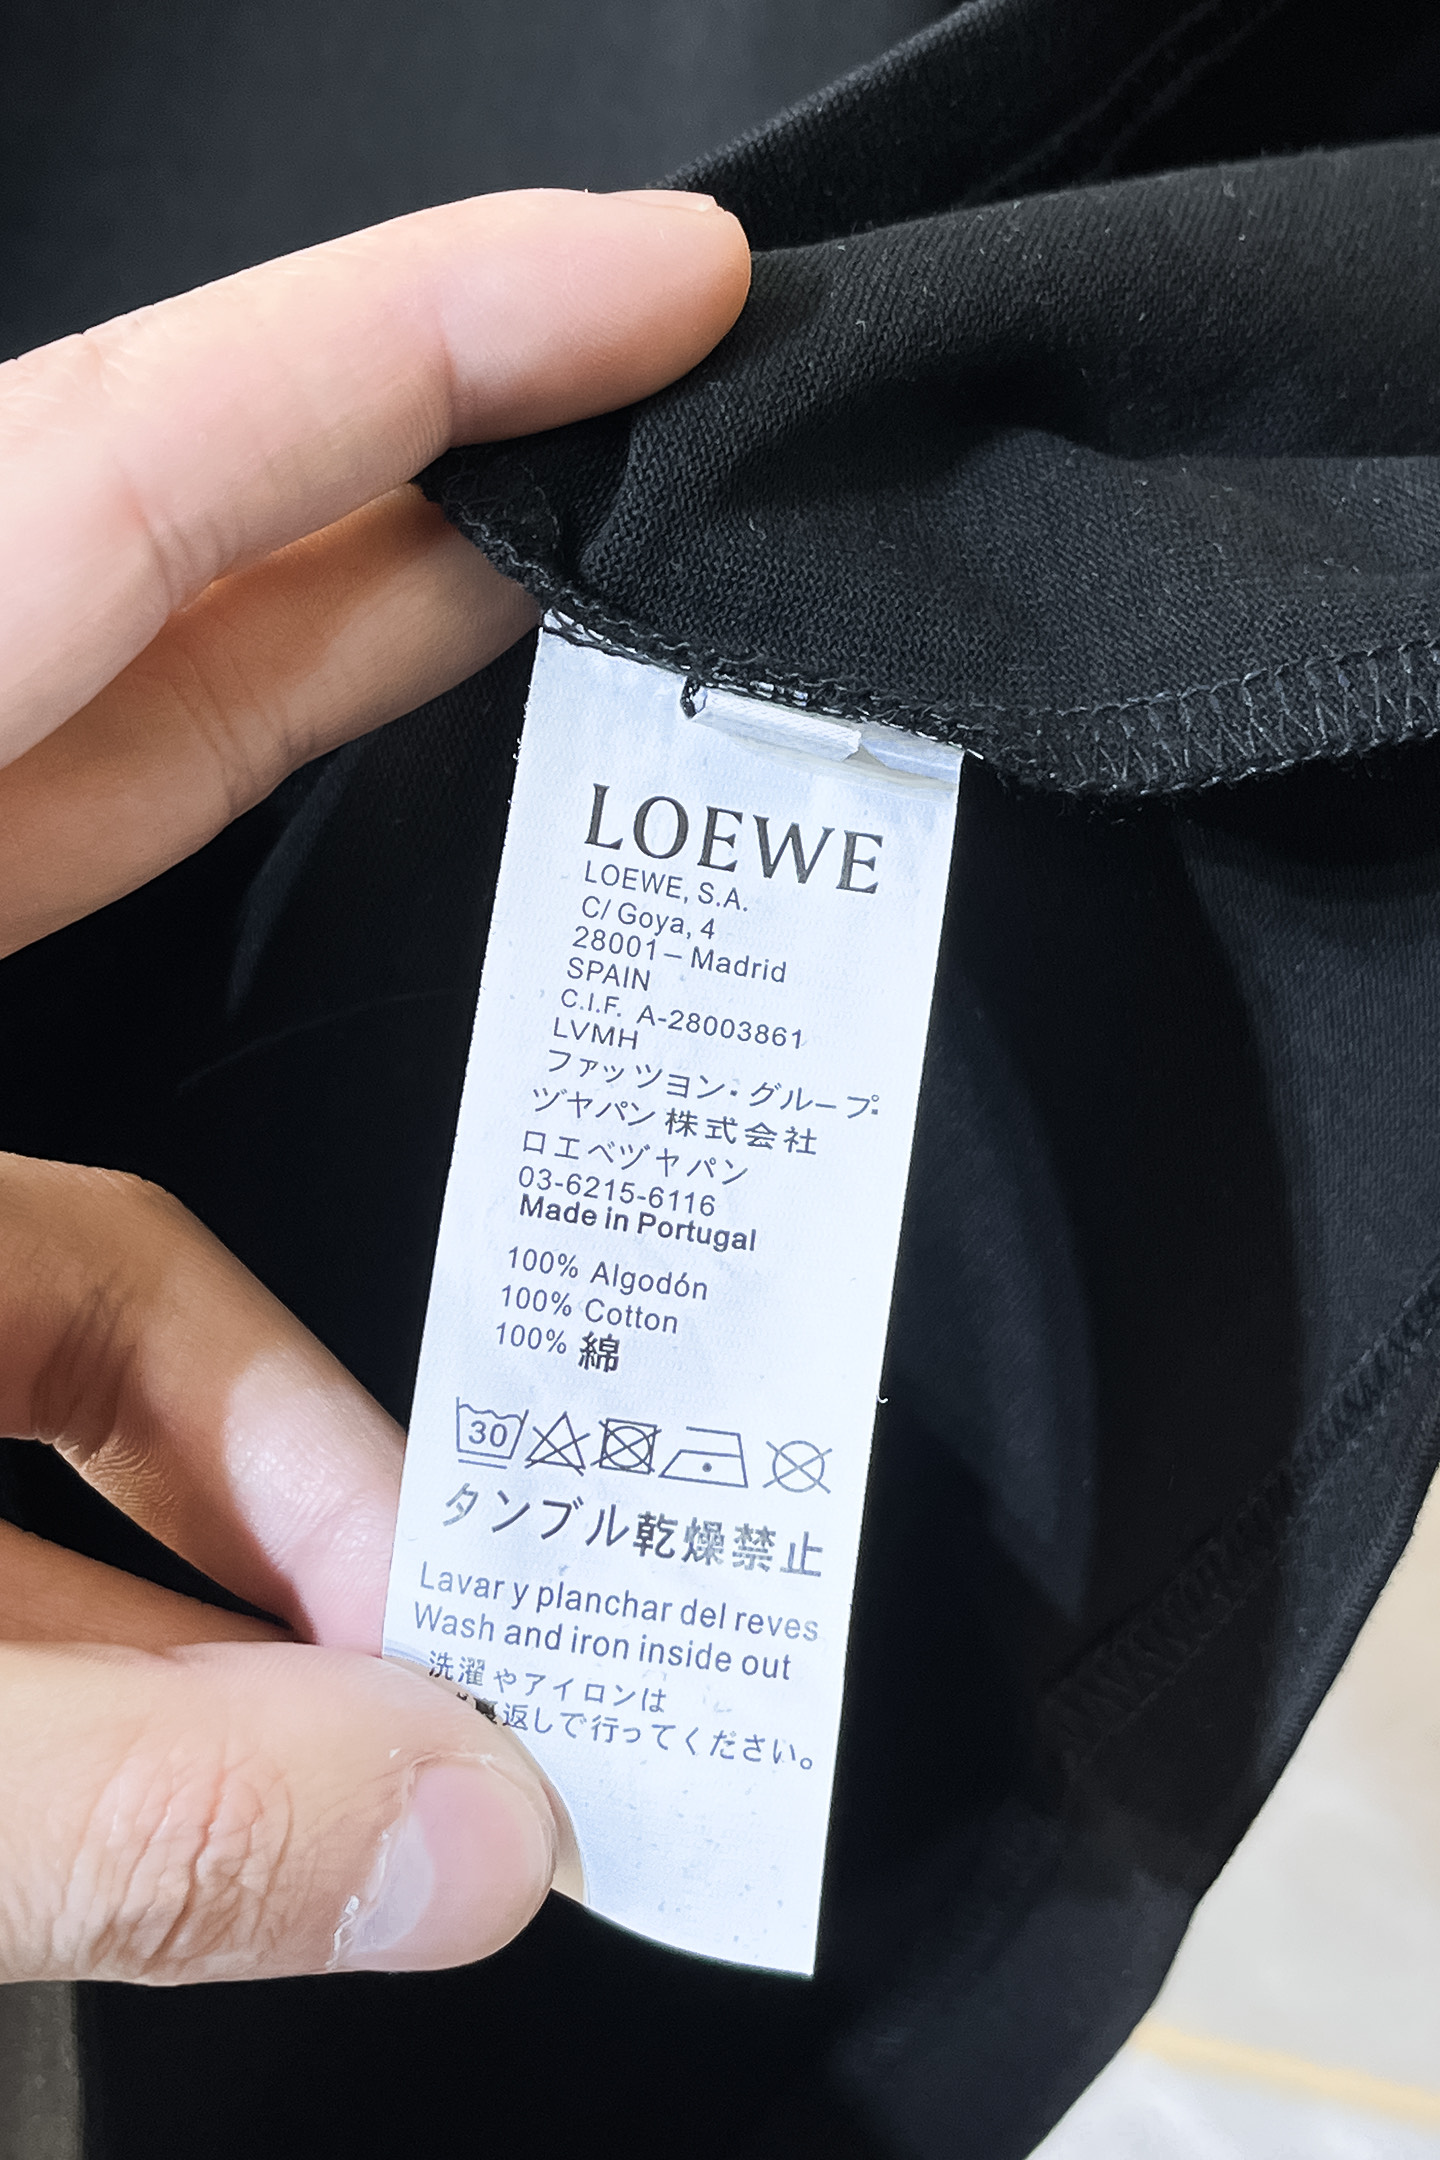 LOEWE
LOEWE, S.A.
C/ Goya, 4
28001 – Madrid
SPAIN
C.I.F. A-28003861
LVMH
ファッツョン・グループ・
ヅャパン 株式会社
ロエベヅャパン
03-6215-6116
Made in Portugal
100% Algodón
100% Cotton
100% 綿
30
タンブル乾燥禁止
Lavar y planchar del reves
Wash and iron inside out
洗濯やアイロンは
裏返しで行ってください。